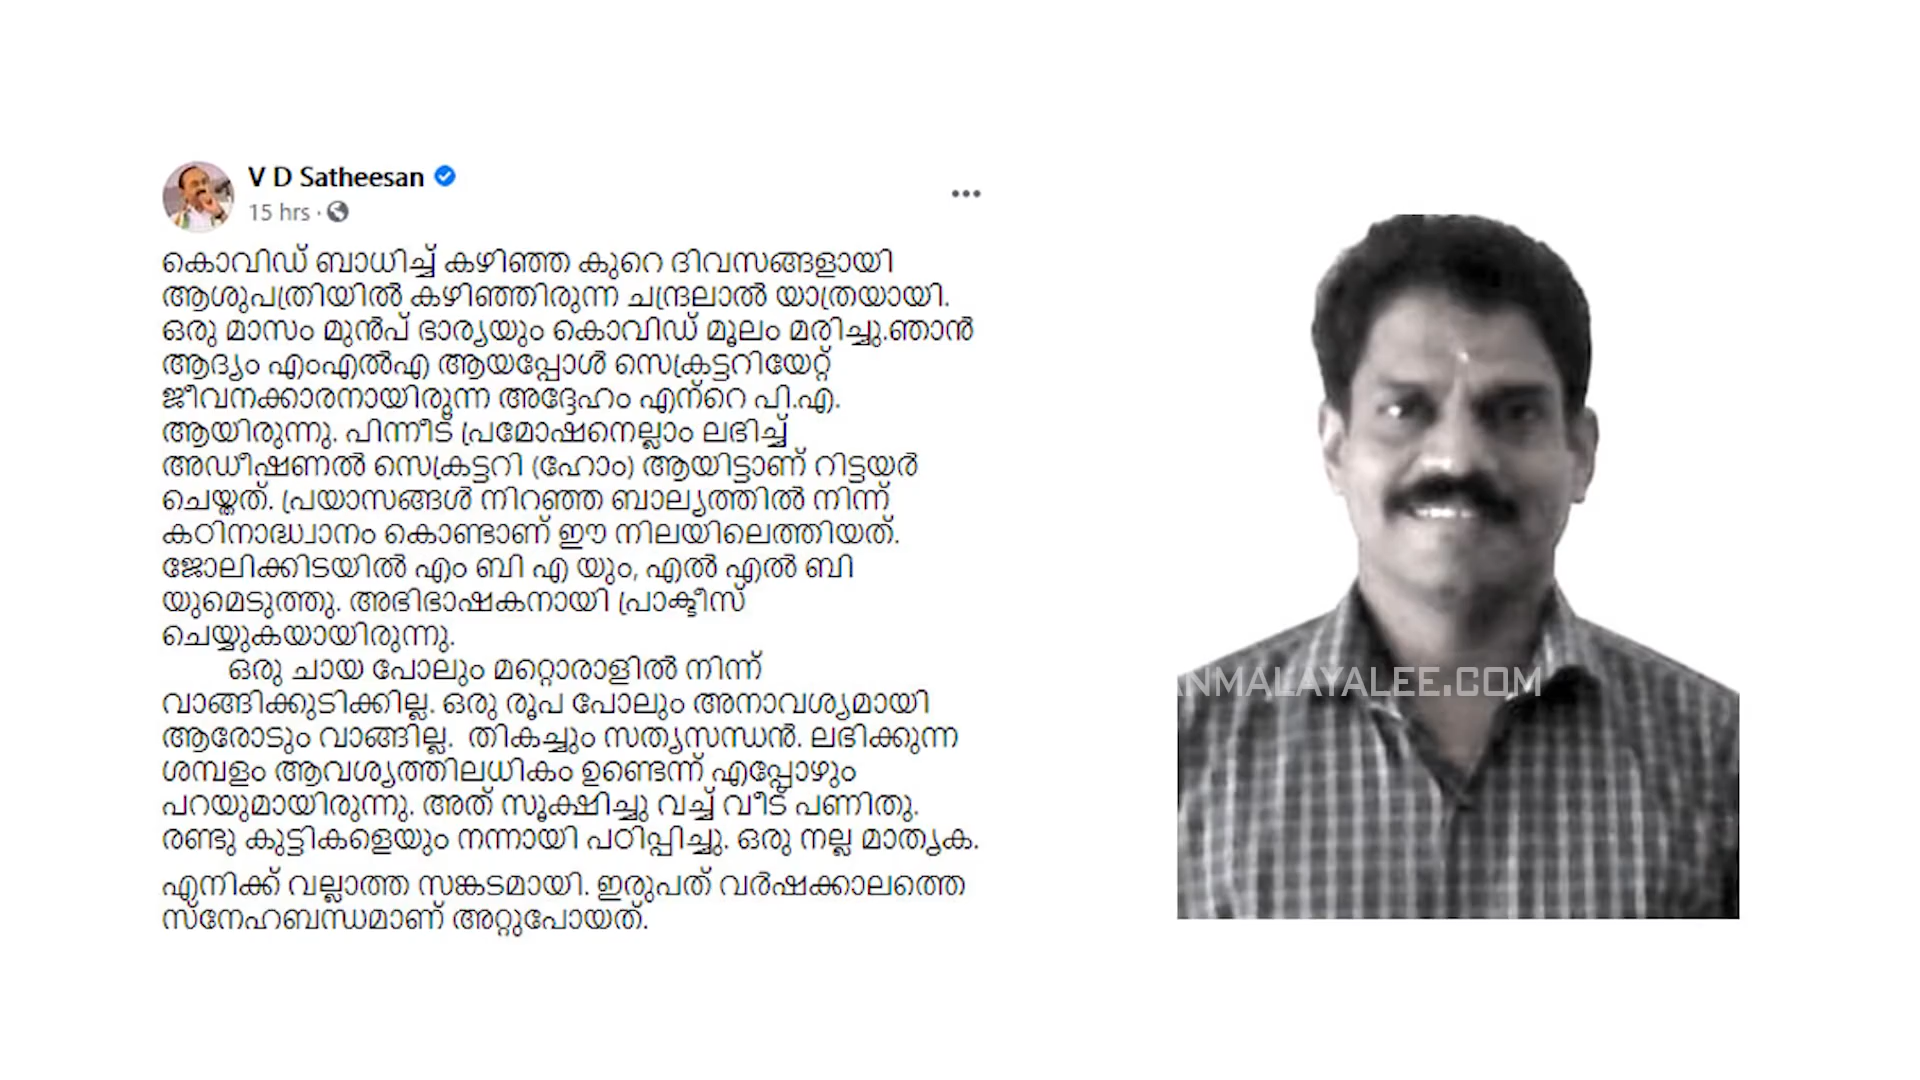 V D Satheesan
15 hrs ·
കൊവിഡ് ബാധിച്ച് കഴിഞ്ഞ കുറെ ദിവസങ്ങളായി
ആശുപത്രിയിൽ കഴിഞ്ഞിരുന്ന ചന്ദ്രലാൽ യാത്രയായി.
ഒരു മാസം മുൻപ് ഭാര്യയും കൊവിഡ് മൂലം മരിച്ചു.ഞാൻ
ആദ്യം എംഎൽഎ ആയപ്പോൾ സെക്രട്ടറിയേറ്റ്
ജീവനക്കാരനായിരുന്ന അദ്ദേഹം എന്റെ പി.എ.
ആയിരുന്നു. പിന്നീട് പ്രമോഷനെല്ലാം ലഭിച്ച്
അഡീഷണൽ സെക്രട്ടറി (ഹോം) ആയിട്ടാണ് റിട്ടയർ
ചെയ്തത്. പ്രയാസങ്ങൾ നിറഞ്ഞ ബാല്യത്തിൽ നിന്ന്
കഠിനാദ്ധ്വാനം കൊണ്ടാണ് ഈ നിലയിലെത്തിയത്.
ജോലിക്കിടയിൽ എം ബി എ യും, എൽ എൽ ബി
യുമെടുത്തു. അഭിഭാഷകനായി പ്രാക്ടീസ്
ചെയ്യുകയായിരുന്നു.
ഒരു ചായ പോലും മറ്റൊരാളിൽ നിന്ന്
വാങ്ങിക്കുടിക്കില്ല. ഒരു രൂപ പോലും അനാവശ്യമായി
ആരോടും വാങ്ങില്ല. തികച്ചും സത്യസന്ധൻ. ലഭിക്കുന്ന
ശമ്പളം ആവശ്യത്തിലധികം ഉണ്ടെന്ന് എപ്പോഴും
പറയുമായിരുന്നു. അത് സൂക്ഷിച്ചു വച്ച് വീട് പണിതു.
രണ്ടു കുട്ടികളെയും നന്നായി പഠിപ്പിച്ചു. ഒരു നല്ല മാതൃക.
എനിക്ക് വല്ലാത്ത സങ്കടമായി. ഇരുപത് വർഷക്കാലത്തെ
സ്നേഹബന്ധമാണ് അറ്റുപോയത്.
ANMALAYALEE.COM